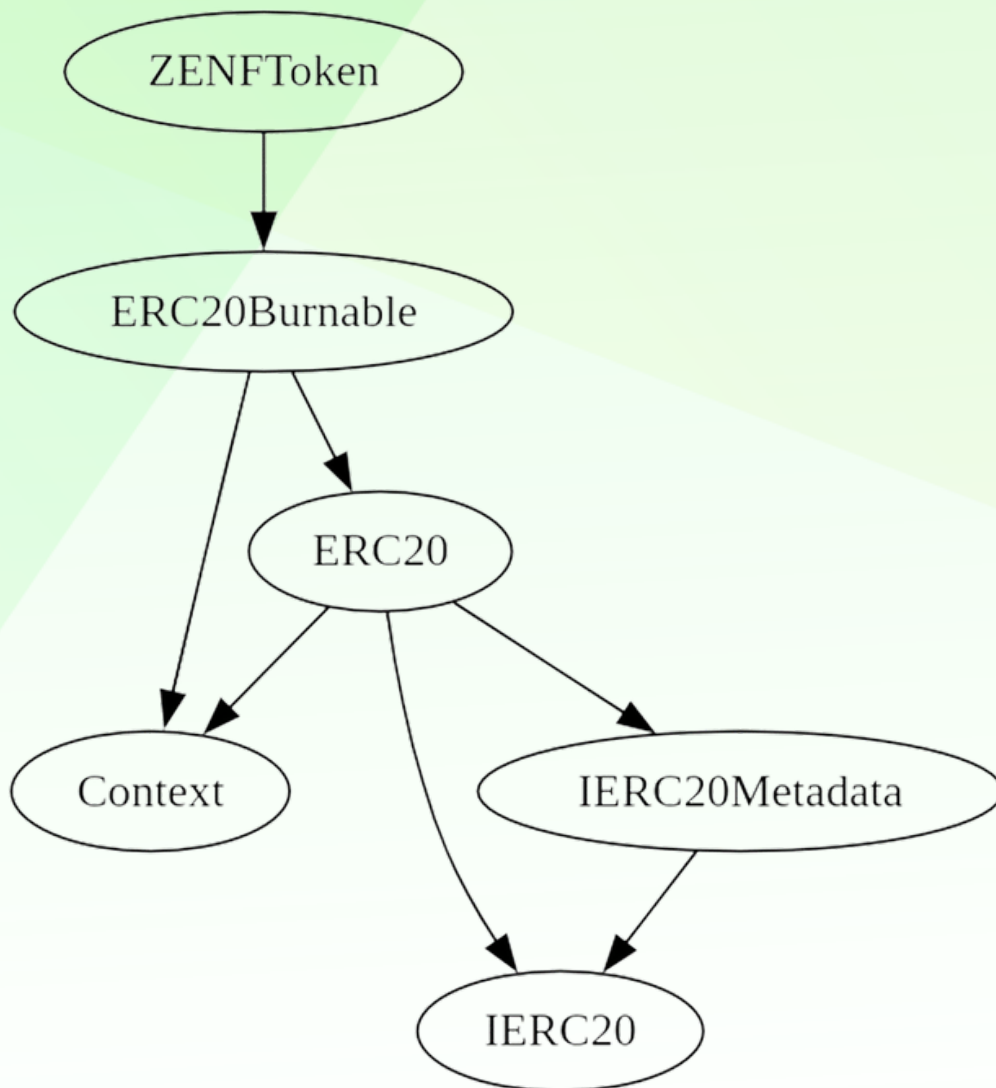 ZENFToken
ERC20Burnable
ERC20
Context
IERC20Metadata
IERC20